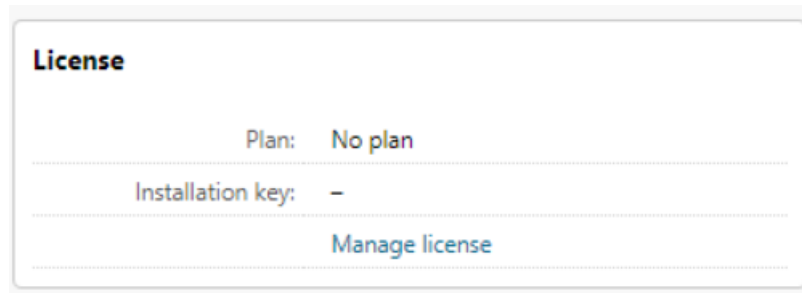 License
Plan: No plan
Installation key: –
Manage license